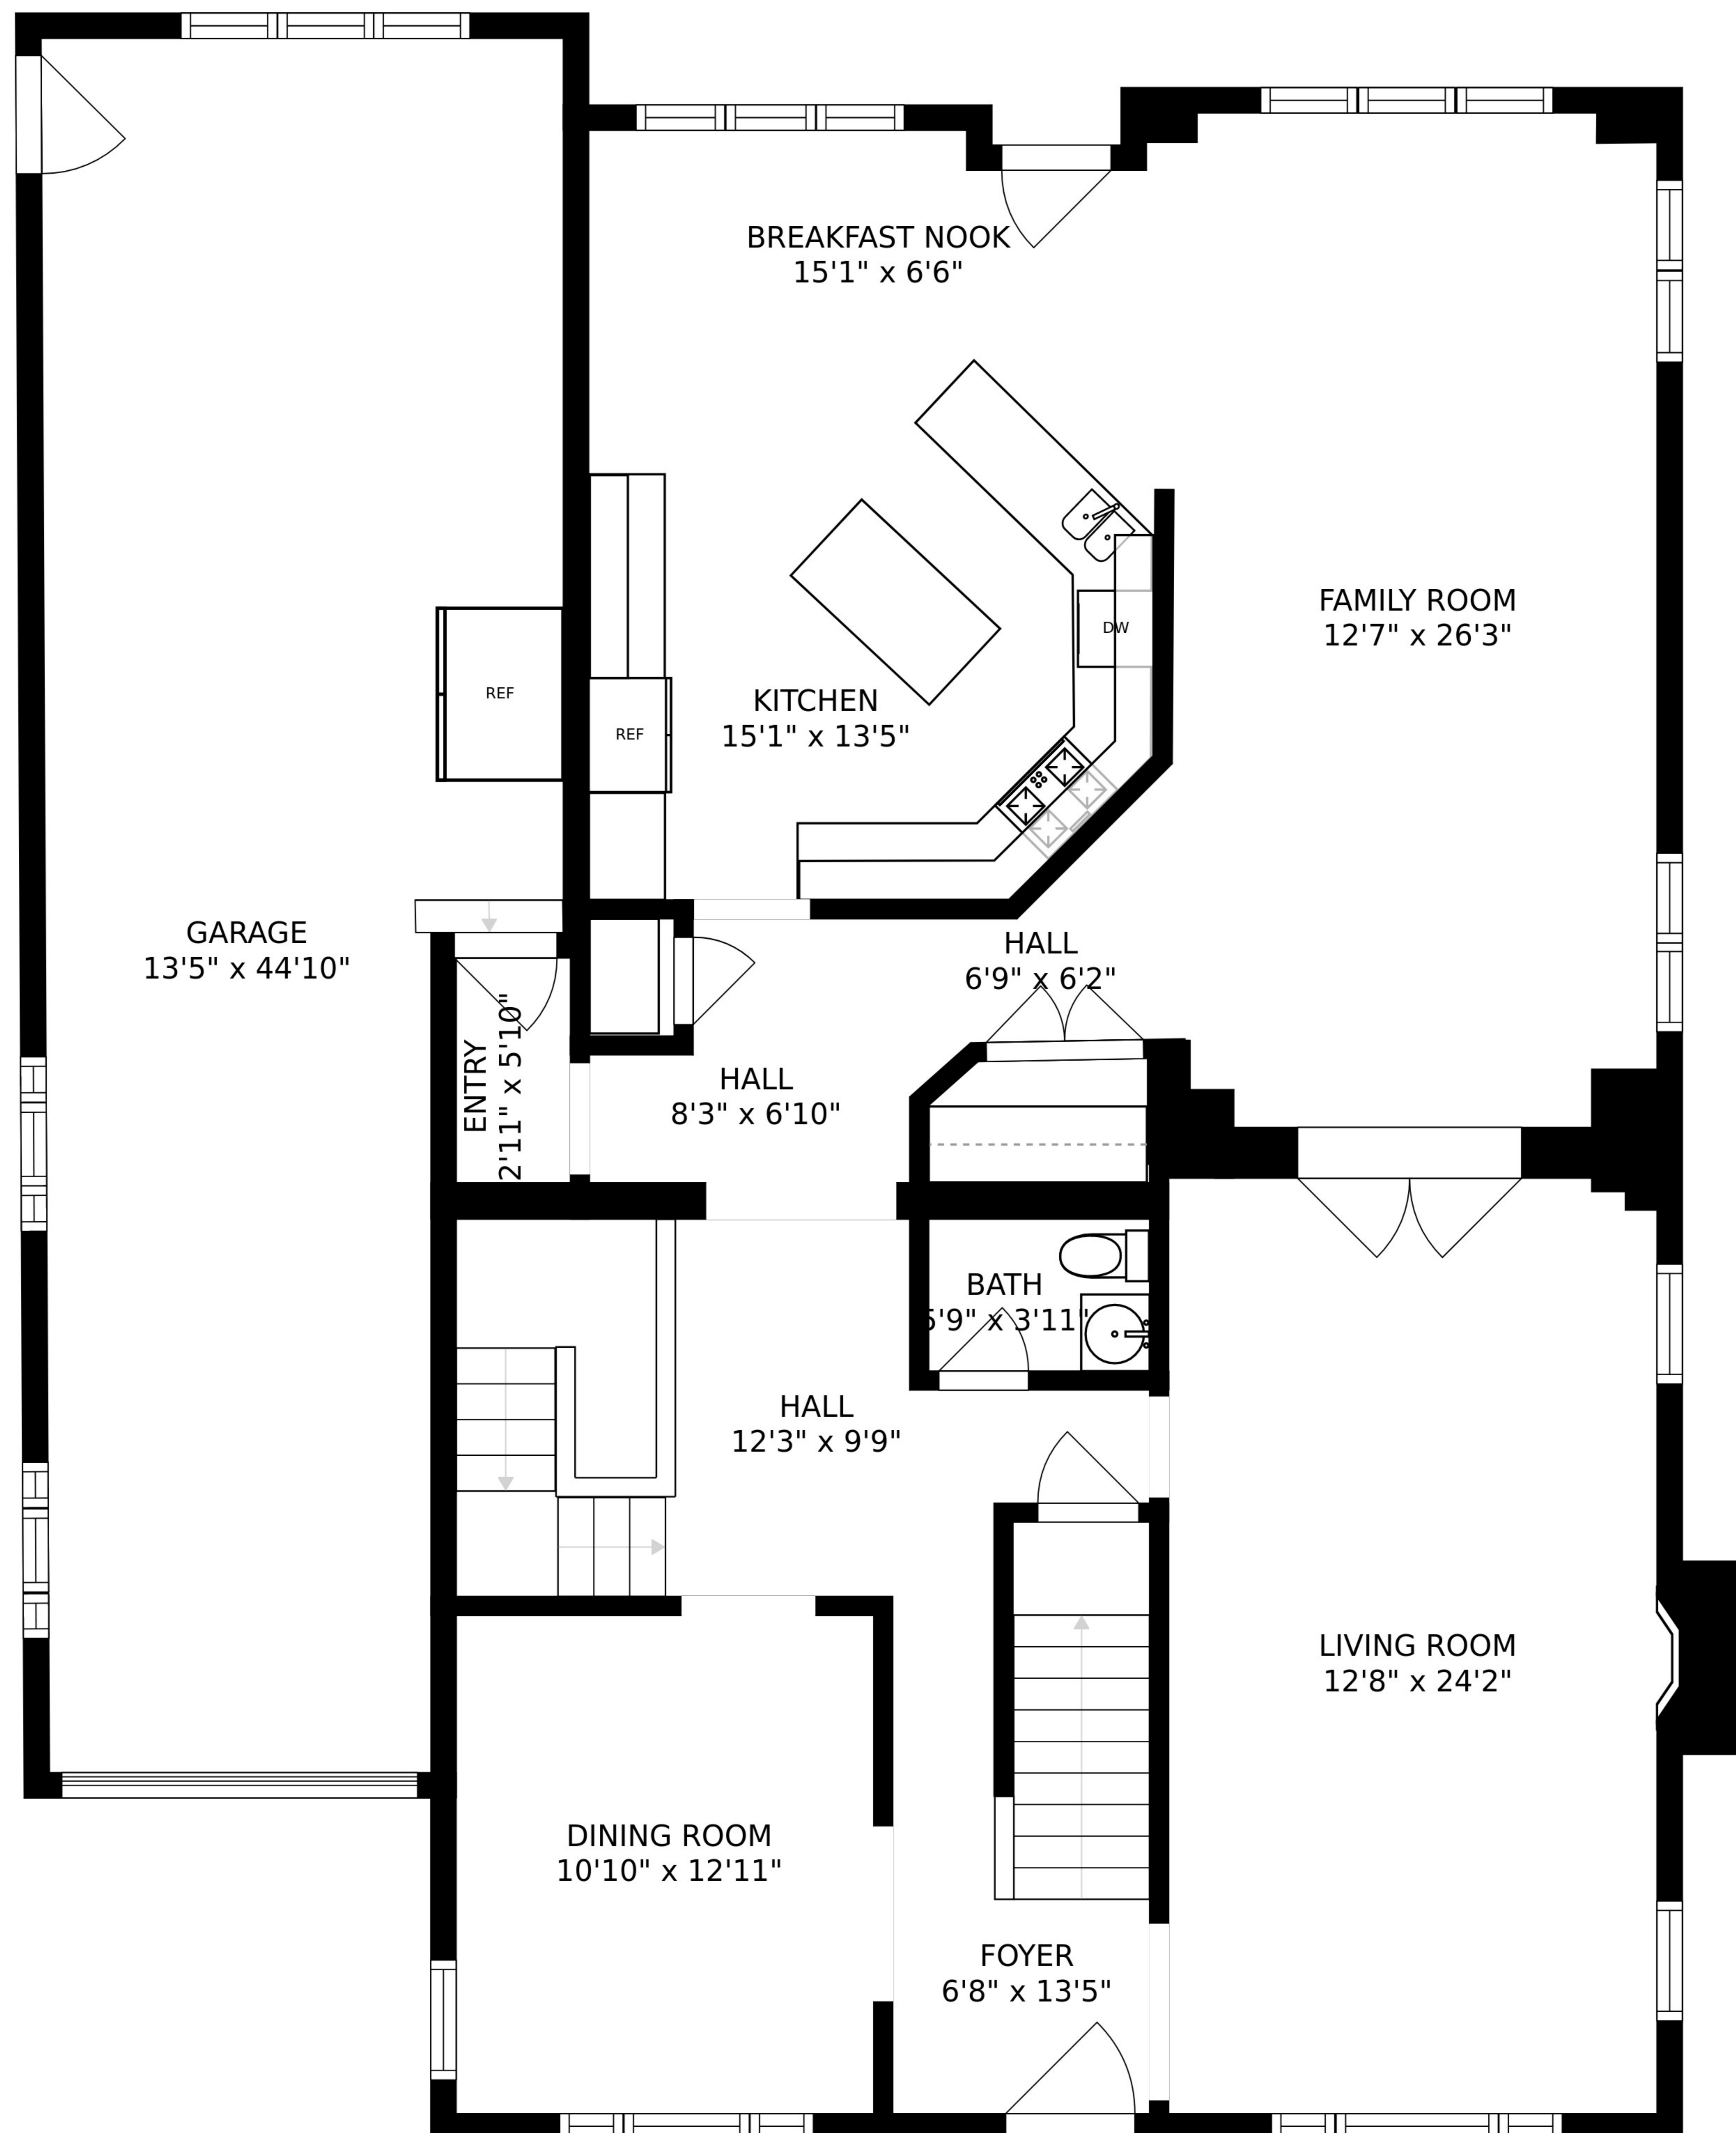 BREAKFAST NOOK
15'1" x 6'6"
FAMILY ROOM
12'7" x 26'3"
DW
REF
REF
KITCHEN
15'1" x 13'5"
GARAGE
13'5" x 44'10"
HALL
6'9" x 6'2"
ENTRY
2'11" x 5'10"
HALL
8'3" x 6'10"
BATH
x 3'11"
HALL
12'3" x 9'9"
LIVING ROOM
12'8" x 24'2"
DINING ROOM
10'10" x 12'11"
FOYER
6'8" x 13'5"